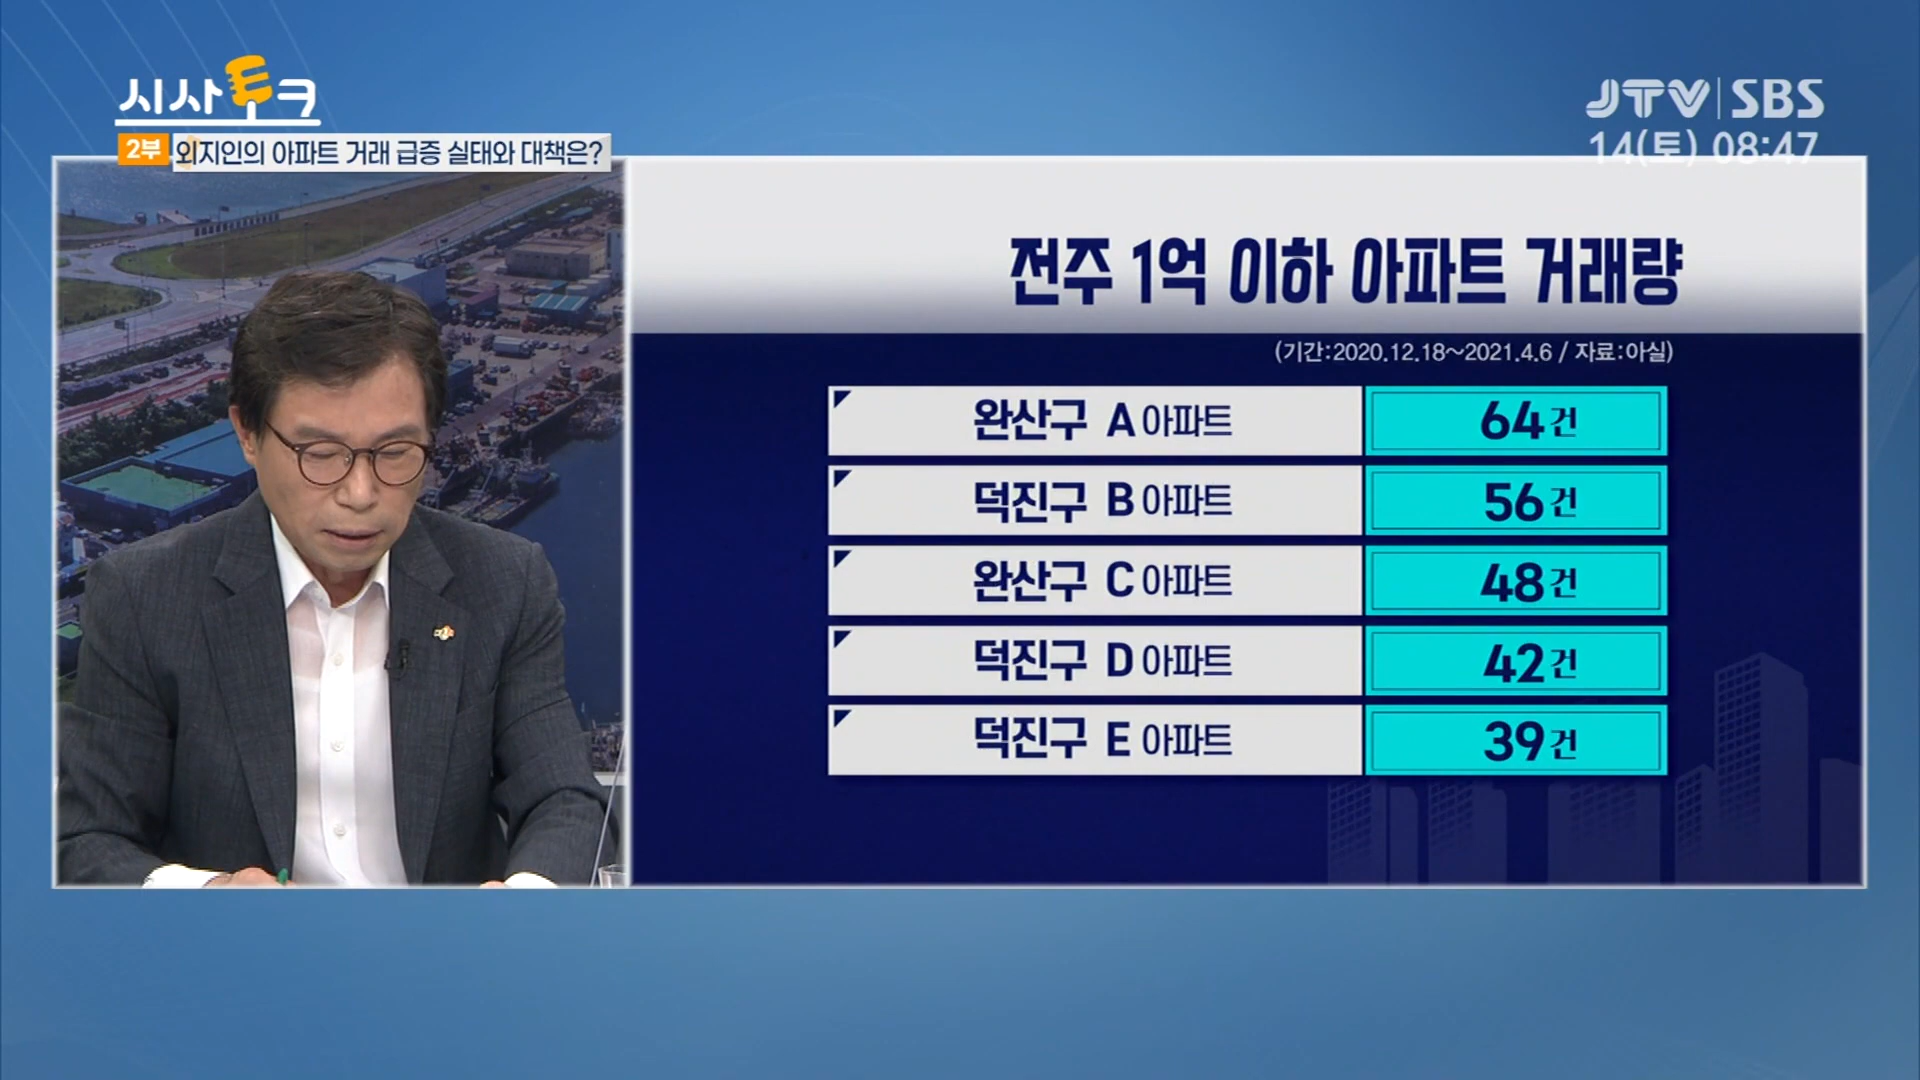 시사토크
JTV SBS
14(토) 08:47
2부 외지인의 아파트 거래 급증 실태와 대책은?
전주 1억 이하 아파트 거래량
(기간:2020.12.18~2021.4.6 / 자료:아실)
완산구 A 아파트 64건
덕진구 B 아파트 56건
완산구 C 아파트 48건
덕진구 D 아파트 42건
덕진구 E 아파트 39건